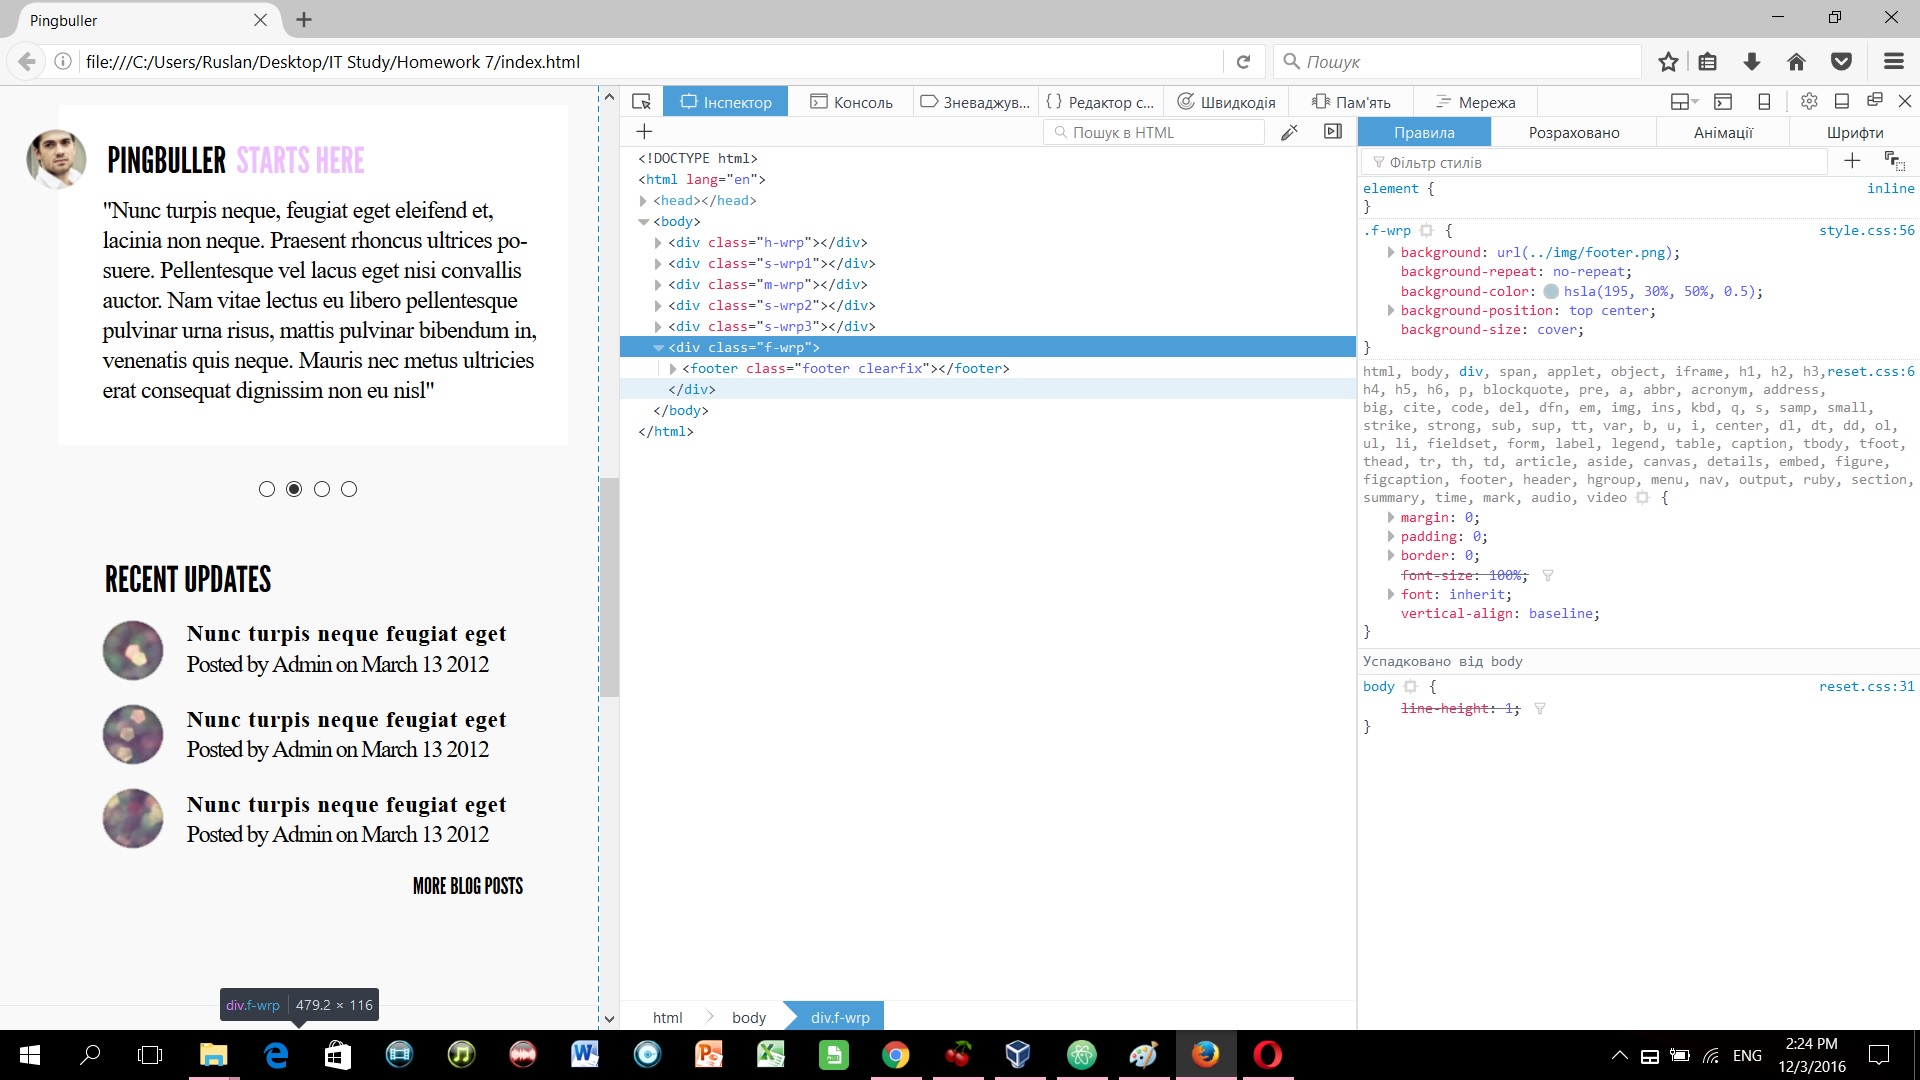 Pingbuller
file:///C:/Users/Ruslan/Desktop/IT Study/Homework 7/index.html
Пошук
PINGBULLER STARTS HERE
"Nunc turpis neque, feugiat eget eleifend et,
lacinia non neque. Praesent rhoncus ultrices po-
suere. Pellentesque vel lacus eget nisi convallis
auctor. Nam vitae lectus eu libero pellentesque
pulvinar urna risus, mattis pulvinar bibendum in,
venenatis quis neque. Mauris nec metus ultricies
erat consequat dignissim non eu nisl"
RECENT UPDATES
Nunc turpis neque feugiat eget
Posted by Admin on March 13 2012
Nunc turpis neque feugiat eget
Posted by Admin on March 13 2012
Nunc turpis neque feugiat eget
Posted by Admin on March 13 2012
MORE BLOG POSTS
div.f-wrp 479.2 × 116
Інспектор Консоль Зневаджув... Редактор с... Швидкодія Пам'ять Мережа
Пошук в HTML
<!DOCTYPE html>
<html lang="en">
<head></head>
<body>
<div class="h-wrp"></div>
<div class="s-wrp1"></div>
<div class="m-wrp"></div>
<div class="s-wrp2"></div>
<div class="s-wrp3"></div>
<div class="f-wrp">
<footer class="footer clearfix"></footer>
</div>
</body>
</html>
html body div.f-wrp
Правила Розраховано Анімації Шрифти
Фільтр стилів
element { inline
}
.f-wrp { style.css:56
background: url(../img/footer.png);
background-repeat: no-repeat;
background-color: hsla(195, 30%, 50%, 0.5);
background-position: top center;
background-size: cover;
}
html, body, div, span, applet, object, iframe, h1, h2, h3, reset.css:6
h4, h5, h6, p, blockquote, pre, a, abbr, acronym, address,
big, cite, code, del, dfn, em, img, ins, kbd, q, s, samp, small,
strike, strong, sub, sup, tt, var, b, u, i, center, dl, dt, dd, ol,
ul, li, fieldset, form, label, legend, table, caption, tbody, tfoot,
thead, tr, th, td, article, aside, canvas, details, embed, figure,
figcaption, footer, header, hgroup, menu, nav, output, ruby, section,
summary, time, mark, audio, video {
margin: 0;
padding: 0;
border: 0;
font-size: 100%;
font: inherit;
vertical-align: baseline;
}
Успадковано від body
body { reset.css:31
line-height: 1;
}
ENG
2:24 PM
12/3/2016